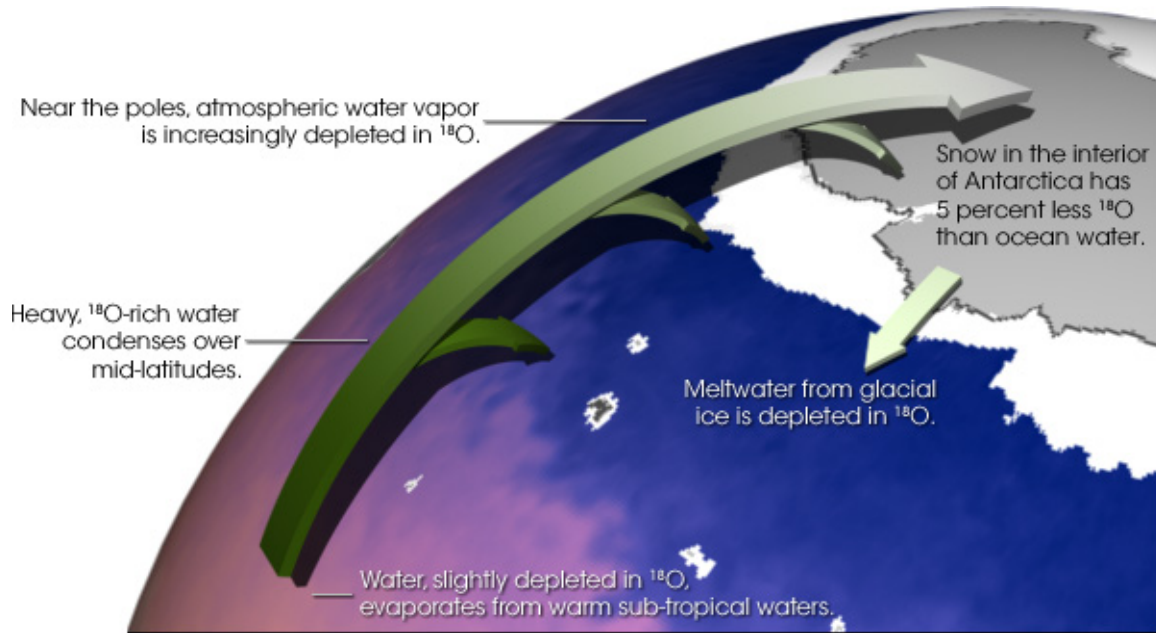 Near the poles, atmospheric water vapor
is increasingly depleted in ¹⁸O.
Snow in the interior
of Antarctica has
5 percent less ¹⁸O
than ocean water.
Heavy, ¹⁸O-rich water
condenses over
mid-latitudes.
Meltwater from glacial
ice is depleted in ¹⁸O.
Water, slightly depleted in ¹⁸O,
evaporates from warm sub-tropical waters.